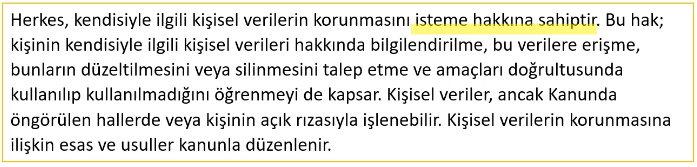 Herkes, kendisiyle ilgili kişisel verilerin korunmasını isteme hakkına sahiptir. Bu hak;
kişinin kendisiyle ilgili kişisel verileri hakkında bilgilendirilme, bu verilere erişme,
bunların düzeltilmesini veya silinmesini talep etme ve amaçları doğrultusunda
kullanılıp kullanılmadığını öğrenmeyi de kapsar. Kişisel veriler, ancak Kanunda
öngörülen hallerde veya kişinin açık rızasıyla işlenebilir. Kişisel verilerin korunmasına
ilişkin esas ve usuller kanunla düzenlenir.